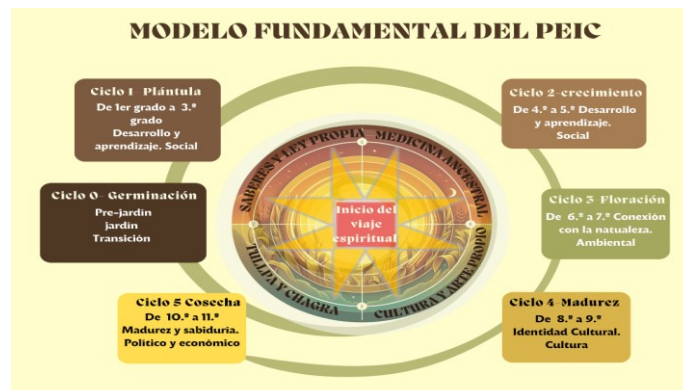 MODELO FUNDAMENTAL DEL PEIC
Ciclo 1 Plántula
De 1er grado a 3.º
grado
Desarrollo y
aprendizaje. Social
Ciclo 2-crecimiento
De 4.º a 5.º Desarrollo
y aprendizaje.
Social
Ciclo 0- Germinación
Pre-jardín
jardín
Transición
SABERES Y LEY PROPIA
MEDICINA ANCESTRAL
Inicio del
viaje
espiritual
TULLPA Y CHAGRA
CULTURA Y ARTE PROPIO
Ciclo 3-Floración
De 6.º a 7.º Conexión
con la natualeza.
Ambiental
Ciclo 5 Cosecha
De 10.º a 11.º
Madurez y sabiduría.
Político y económico
Ciclo 4-Madurez
De 8.º a 9.º
Identidad Cultural.
Cultura